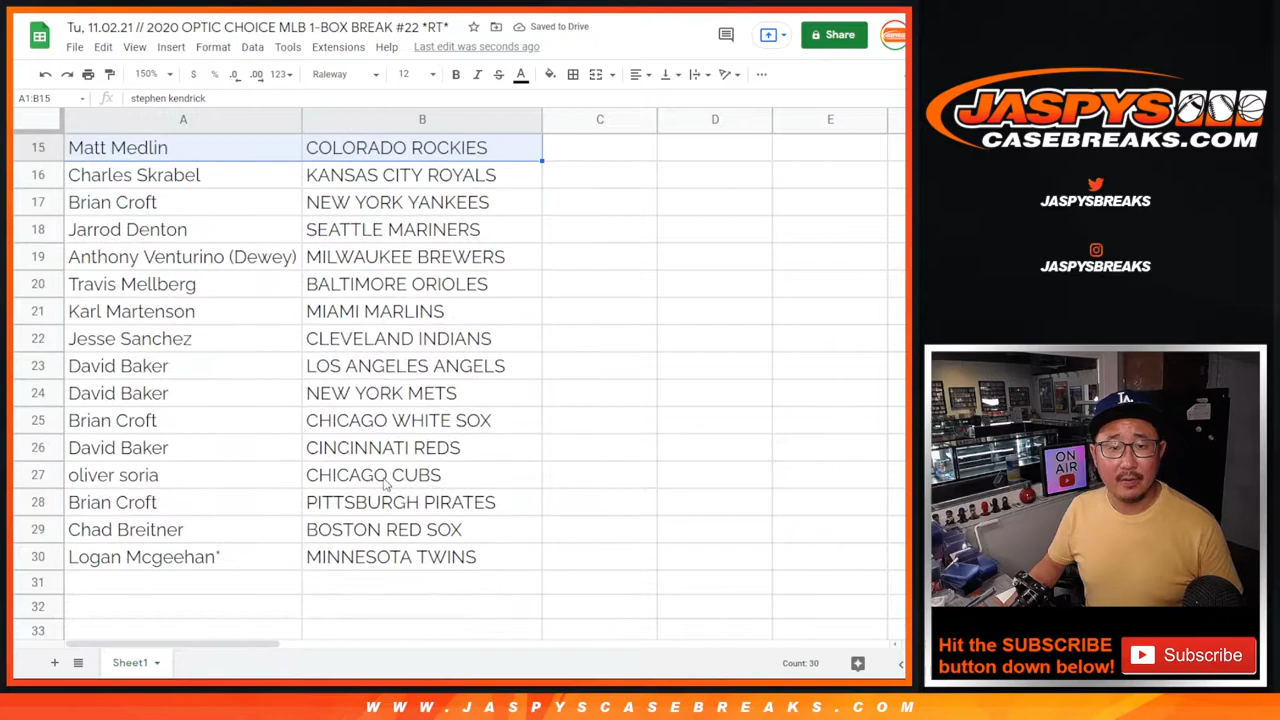 Tu, 11.02.21 // 2020 OPTIC CHOICE MLB 1-BOX BREAK #22 *RT*
Saved to Drive
File Edit View Insert Format Data Tools Extensions Help Last edit was seconds ago
Share
150% $ % .0 .00 123 Raleway 12 B I S A
A1:B15 fx stephen kendrick
A B C D E
15 Matt Medlin COLORADO ROCKIES
16 Charles Skrabel KANSAS CITY ROYALS
17 Brian Croft NEW YORK YANKEES
18 Jarrod Denton SEATTLE MARINERS
19 Anthony Venturino (Dewey) MILWAUKEE BREWERS
20 Travis Mellberg BALTIMORE ORIOLES
21 Karl Martenson MIAMI MARLINS
22 Jesse Sanchez CLEVELAND INDIANS
23 David Baker LOS ANGELES ANGELS
24 David Baker NEW YORK METS
25 Brian Croft CHICAGO WHITE SOX
26 David Baker CINCINNATI REDS
27 oliver soria CHICAGO CUBS
28 Brian Croft PITTSBURGH PIRATES
29 Chad Breitner BOSTON RED SOX
30 Logan Mcgeehan* MINNESOTA TWINS
31
32
33
+ Sheet1 Count: 30
JASPYS
CASEBREAKS.COM
JASPYSBREAKS
JASPYSBREAKS
LA
ON
AIR
Hit the SUBSCRIBE
button down below!
Subscribe
WWW.JASPYSCASEBREAKS.COM